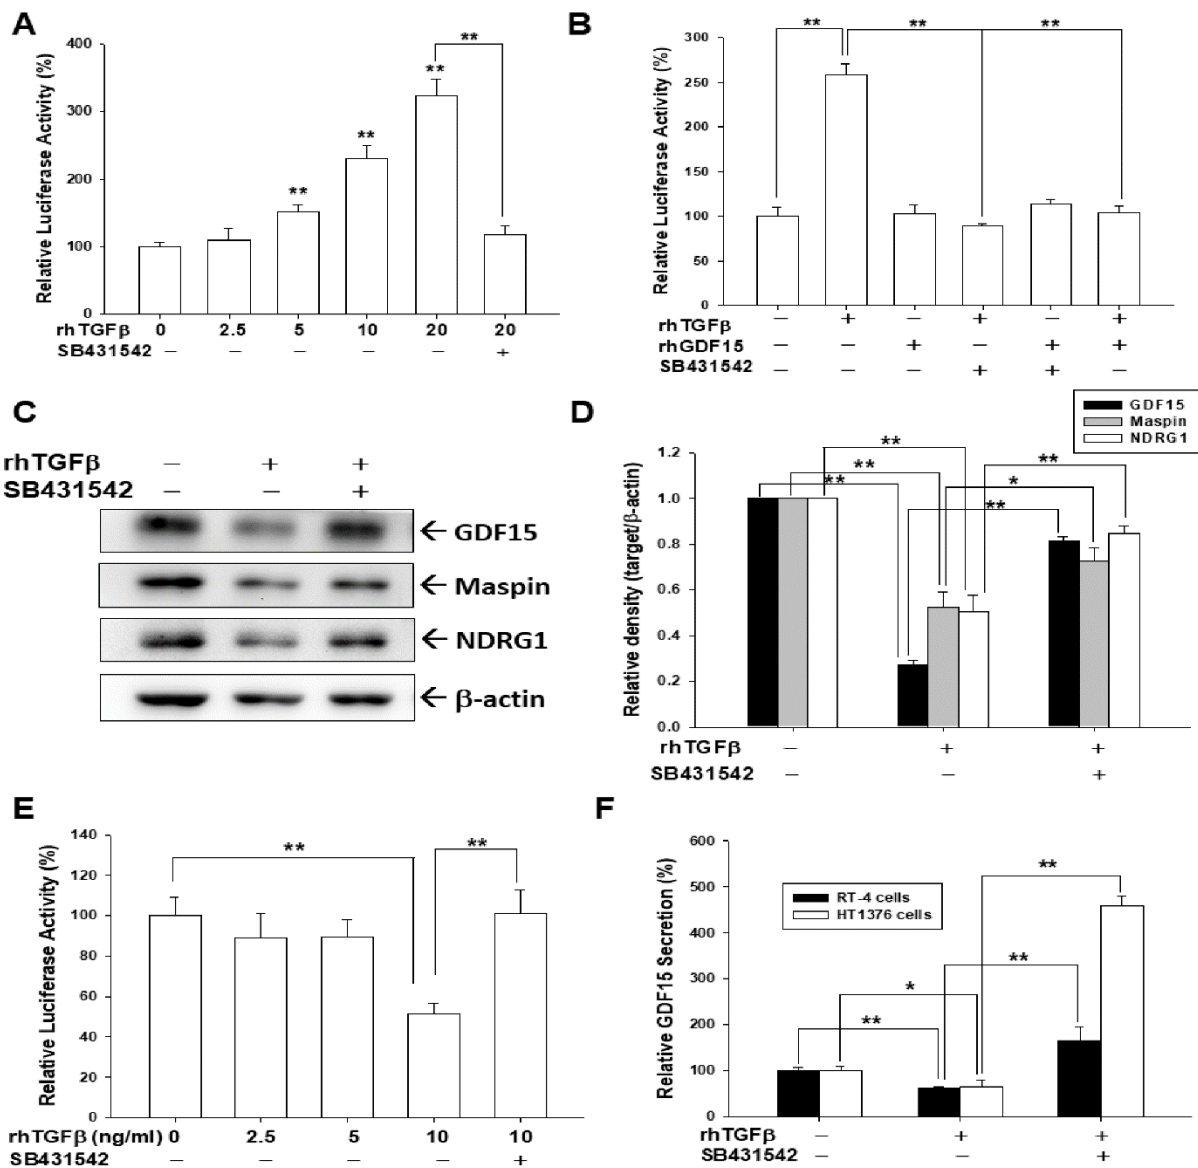 A
Relative Luciferase Activity (%)
400
300
200
100
0
**
**
**
**
rhTGFβ 0 2.5 5 10 20 20
SB431542 – – – – – +
B
Relative Luciferase Activity (%)
300
250
200
150
100
50
0
** ** **
rhTGFβ – + – + – +
rhGDF15 – – + – + +
SB431542 – – – + + –
C
rhTGFβ – + +
SB431542 – – +
← GDF15
← Maspin
← NDRG1
← β-actin
D
GDF15
Maspin
NDRG1
Relative density (target/β-actin)
1.2
1.0
0.8
0.6
0.4
0.2
0.0
**
** **
** *
**
rhTGFβ – + +
SB431542 – – +
E
Relative Luciferase Activity (%)
140
120
100
80
60
40
20
0
** **
rhTGFβ (ng/ml) 0 2.5 5 10 10
SB431542 – – – – +
F
Relative GDF15 Secretion (%)
600
500
400
300
200
100
0
RT-4 cells
HT1376 cells
**
**
*
**
rhTGFβ – + +
SB431542 – – +